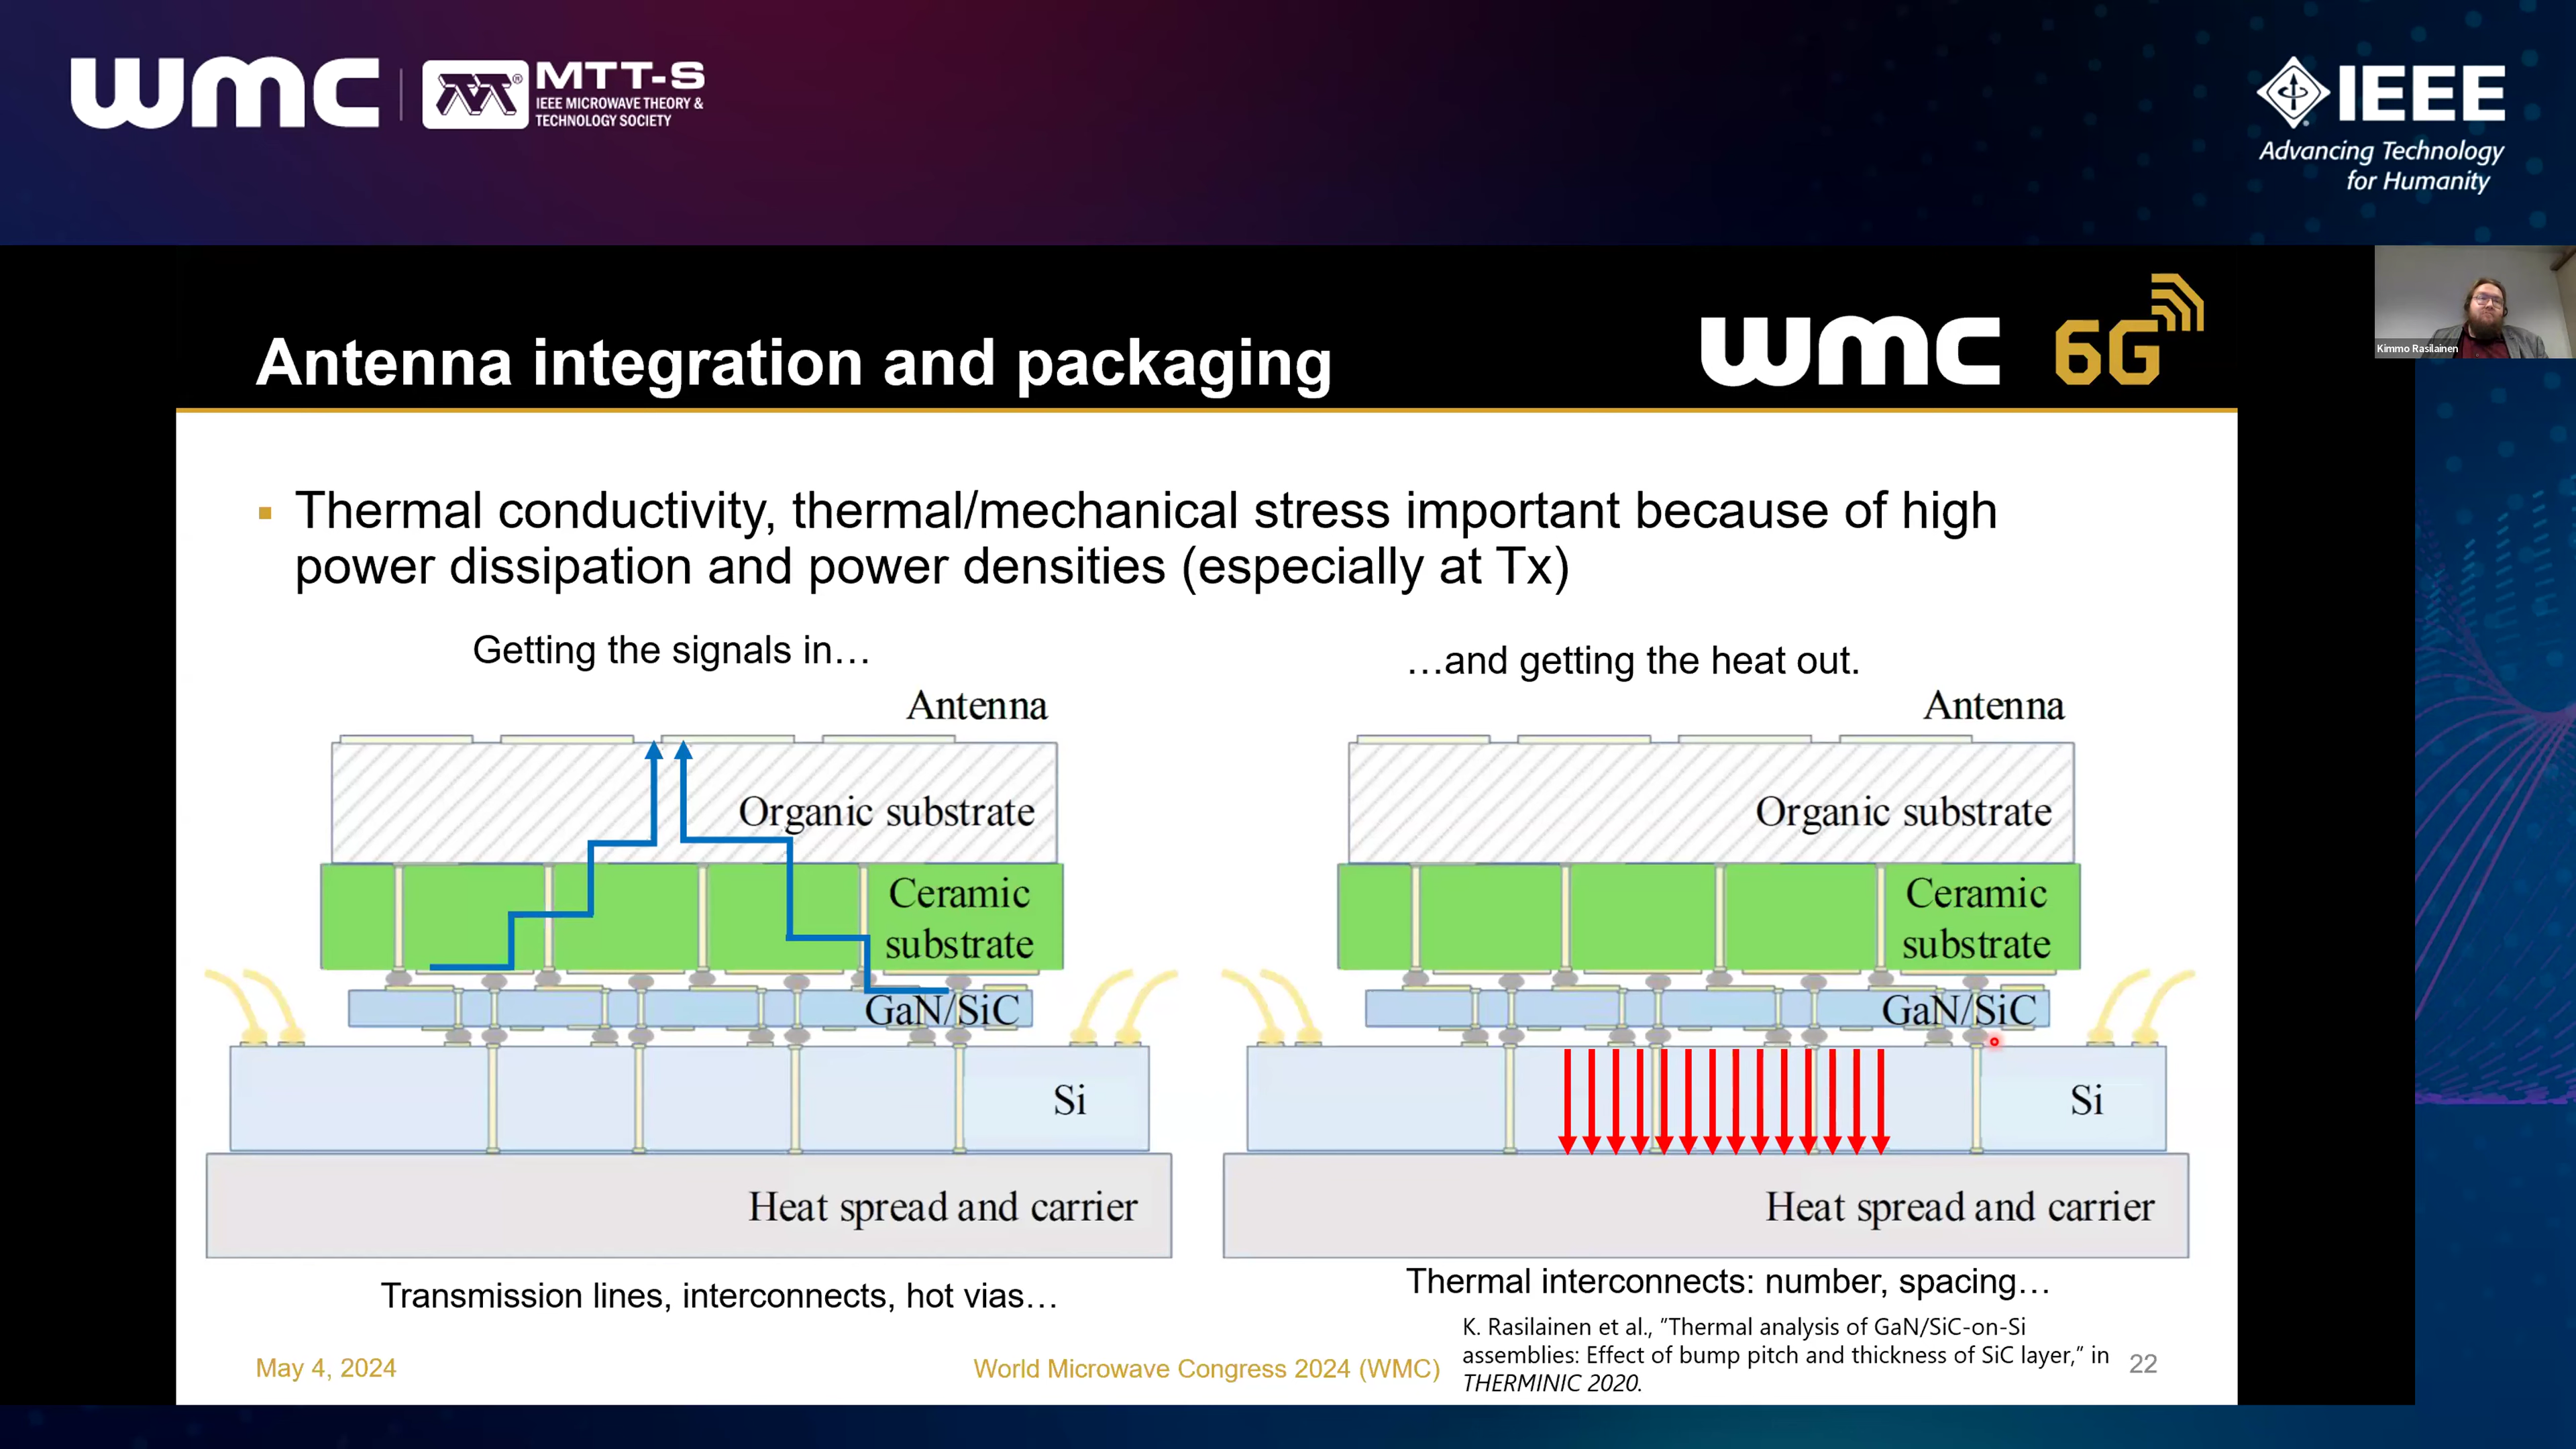 wmc
MTT-S
IEEE MICROWAVE THEORY &
TECHNOLOGY SOCIETY
IEEE
Advancing Technology
for Humanity
Kimmo Rasilainen
Antenna integration and packaging
wmc 6G
Thermal conductivity, thermal/mechanical stress important because of high
power dissipation and power densities (especially at Tx)
Getting the signals in…
Antenna
Organic substrate
Ceramic
substrate
GaN/SiC
Si
Heat spread and carrier
Transmission lines, interconnects, hot vias…
…and getting the heat out.
Antenna
Organic substrate
Ceramic
substrate
GaN/SiC
Si
Heat spread and carrier
Thermal interconnects: number, spacing…
K. Rasilainen et al., "Thermal analysis of GaN/SiC-on-Si
assemblies: Effect of bump pitch and thickness of SiC layer," in
THERMINIC 2020.
May 4, 2024
World Microwave Congress 2024 (WMC)
22